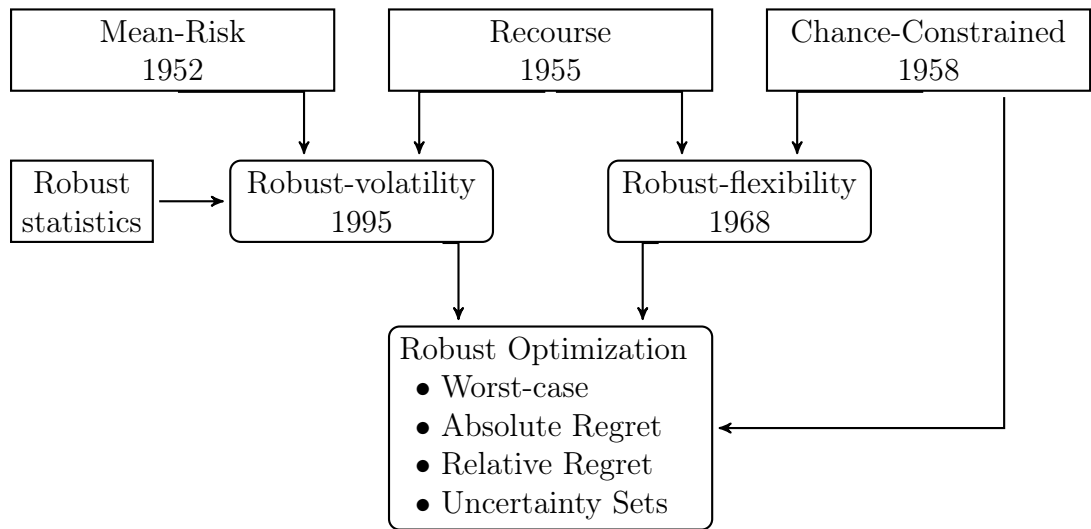 Mean-Risk
1952
Recourse
1955
Chance-Constrained
1958
Robust
statistics
Robust-volatility
1995
Robust-flexibility
1968
Robust Optimization
• Worst-case
• Absolute Regret
• Relative Regret
• Uncertainty Sets